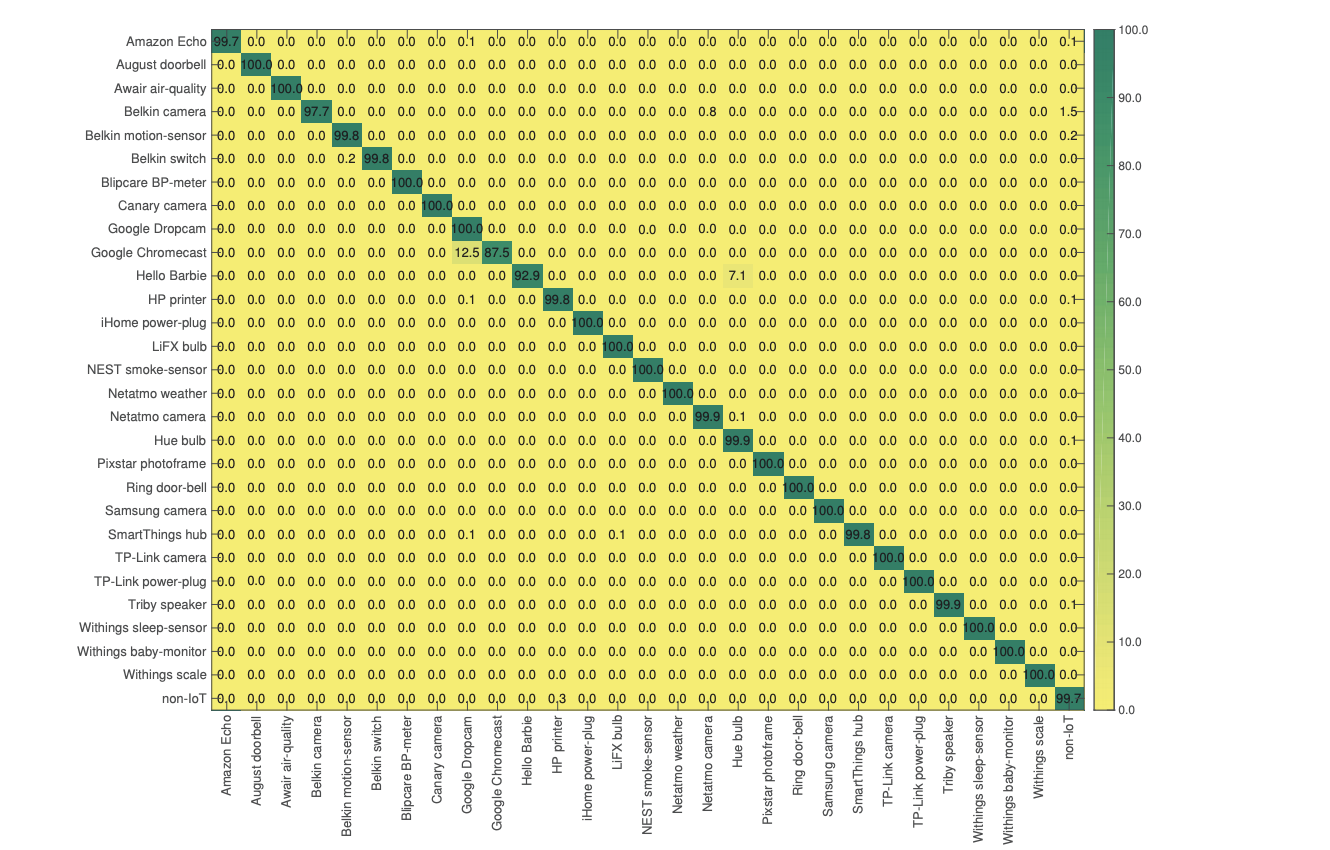 Amazon Echo 99.7 0.0 0.0 0.0 0.0 0.0 0.0 0.0 0.1 0.0 0.0 0.0 0.0 0.0 0.0 0.0 0.0 0.0 0.0 0.0 0.0 0.0 0.0 0.0 0.0 0.0 0.0 0.0 0.1
August doorbell 0.0 100.0 0.0 0.0 0.0 0.0 0.0 0.0 0.0 0.0 0.0 0.0 0.0 0.0 0.0 0.0 0.0 0.0 0.0 0.0 0.0 0.0 0.0 0.0 0.0 0.0 0.0 0.0 0.0
Awair air-quality 0.0 0.0 100.0 0.0 0.0 0.0 0.0 0.0 0.0 0.0 0.0 0.0 0.0 0.0 0.0 0.0 0.0 0.0 0.0 0.0 0.0 0.0 0.0 0.0 0.0 0.0 0.0 0.0 0.0
Belkin camera 0.0 0.0 0.0 97.7 0.0 0.0 0.0 0.0 0.0 0.0 0.0 0.0 0.0 0.0 0.0 0.0 0.8 0.0 0.0 0.0 0.0 0.0 0.0 0.0 0.0 0.0 0.0 0.0 1.5
Belkin motion-sensor 0.0 0.0 0.0 0.0 99.8 0.0 0.0 0.0 0.0 0.0 0.0 0.0 0.0 0.0 0.0 0.0 0.0 0.0 0.0 0.0 0.0 0.0 0.0 0.0 0.0 0.0 0.0 0.0 0.2
Belkin switch 0.0 0.0 0.0 0.0 0.2 99.8 0.0 0.0 0.0 0.0 0.0 0.0 0.0 0.0 0.0 0.0 0.0 0.0 0.0 0.0 0.0 0.0 0.0 0.0 0.0 0.0 0.0 0.0 0.0
Blipcare BP-meter 0.0 0.0 0.0 0.0 0.0 0.0 100.0 0.0 0.0 0.0 0.0 0.0 0.0 0.0 0.0 0.0 0.0 0.0 0.0 0.0 0.0 0.0 0.0 0.0 0.0 0.0 0.0 0.0 0.0
Canary camera 0.0 0.0 0.0 0.0 0.0 0.0 0.0 100.0 0.0 0.0 0.0 0.0 0.0 0.0 0.0 0.0 0.0 0.0 0.0 0.0 0.0 0.0 0.0 0.0 0.0 0.0 0.0 0.0 0.0
Google Dropcam 0.0 0.0 0.0 0.0 0.0 0.0 0.0 0.0 100.0 0.0 0.0 0.0 0.0 0.0 0.0 0.0 0.0 0.0 0.0 0.0 0.0 0.0 0.0 0.0 0.0 0.0 0.0 0.0 0.0
Google Chromecast 0.0 0.0 0.0 0.0 0.0 0.0 0.0 0.0 12.5 87.5 0.0 0.0 0.0 0.0 0.0 0.0 0.0 0.0 0.0 0.0 0.0 0.0 0.0 0.0 0.0 0.0 0.0 0.0 0.0
Hello Barbie 0.0 0.0 0.0 0.0 0.0 0.0 0.0 0.0 0.0 0.0 92.9 0.0 0.0 0.0 0.0 0.0 0.0 7.1 0.0 0.0 0.0 0.0 0.0 0.0 0.0 0.0 0.0 0.0 0.0
HP printer 0.0 0.0 0.0 0.0 0.0 0.0 0.0 0.0 0.1 0.0 0.0 99.8 0.0 0.0 0.0 0.0 0.0 0.0 0.0 0.0 0.0 0.0 0.0 0.0 0.0 0.0 0.0 0.0 0.1
iHome power-plug 0.0 0.0 0.0 0.0 0.0 0.0 0.0 0.0 0.0 0.0 0.0 0.0 100.0 0.0 0.0 0.0 0.0 0.0 0.0 0.0 0.0 0.0 0.0 0.0 0.0 0.0 0.0 0.0 0.0
LiFX bulb 0.0 0.0 0.0 0.0 0.0 0.0 0.0 0.0 0.0 0.0 0.0 0.0 0.0 100.0 0.0 0.0 0.0 0.0 0.0 0.0 0.0 0.0 0.0 0.0 0.0 0.0 0.0 0.0 0.0
NEST smoke-sensor 0.0 0.0 0.0 0.0 0.0 0.0 0.0 0.0 0.0 0.0 0.0 0.0 0.0 0.0 100.0 0.0 0.0 0.0 0.0 0.0 0.0 0.0 0.0 0.0 0.0 0.0 0.0 0.0 0.0
Netatmo weather 0.0 0.0 0.0 0.0 0.0 0.0 0.0 0.0 0.0 0.0 0.0 0.0 0.0 0.0 0.0 100.0 0.0 0.0 0.0 0.0 0.0 0.0 0.0 0.0 0.0 0.0 0.0 0.0 0.0
Netatmo camera 0.0 0.0 0.0 0.0 0.0 0.0 0.0 0.0 0.0 0.0 0.0 0.0 0.0 0.0 0.0 0.0 99.9 0.1 0.0 0.0 0.0 0.0 0.0 0.0 0.0 0.0 0.0 0.0 0.0
Hue bulb 0.0 0.0 0.0 0.0 0.0 0.0 0.0 0.0 0.0 0.0 0.0 0.0 0.0 0.0 0.0 0.0 0.0 99.9 0.0 0.0 0.0 0.0 0.0 0.0 0.0 0.0 0.0 0.0 0.1
Pixstar photoframe 0.0 0.0 0.0 0.0 0.0 0.0 0.0 0.0 0.0 0.0 0.0 0.0 0.0 0.0 0.0 0.0 0.0 0.0 100.0 0.0 0.0 0.0 0.0 0.0 0.0 0.0 0.0 0.0 0.0
Ring door-bell 0.0 0.0 0.0 0.0 0.0 0.0 0.0 0.0 0.0 0.0 0.0 0.0 0.0 0.0 0.0 0.0 0.0 0.0 0.0 100.0 0.0 0.0 0.0 0.0 0.0 0.0 0.0 0.0 0.0
Samsung camera 0.0 0.0 0.0 0.0 0.0 0.0 0.0 0.0 0.0 0.0 0.0 0.0 0.0 0.0 0.0 0.0 0.0 0.0 0.0 0.0 100.0 0.0 0.0 0.0 0.0 0.0 0.0 0.0 0.0
SmartThings hub 0.0 0.0 0.0 0.0 0.0 0.0 0.0 0.0 0.1 0.0 0.0 0.0 0.0 0.1 0.0 0.0 0.0 0.0 0.0 0.0 0.0 99.8 0.0 0.0 0.0 0.0 0.0 0.0 0.0
TP-Link camera 0.0 0.0 0.0 0.0 0.0 0.0 0.0 0.0 0.0 0.0 0.0 0.0 0.0 0.0 0.0 0.0 0.0 0.0 0.0 0.0 0.0 0.0 100.0 0.0 0.0 0.0 0.0 0.0 0.0
TP-Link power-plug 0.0 0.0 0.0 0.0 0.0 0.0 0.0 0.0 0.0 0.0 0.0 0.0 0.0 0.0 0.0 0.0 0.0 0.0 0.0 0.0 0.0 0.0 0.0 100.0 0.0 0.0 0.0 0.0 0.0
Triby speaker 0.0 0.0 0.0 0.0 0.0 0.0 0.0 0.0 0.0 0.0 0.0 0.0 0.0 0.0 0.0 0.0 0.0 0.0 0.0 0.0 0.0 0.0 0.0 0.0 99.9 0.0 0.0 0.0 0.1
Withings sleep-sensor 0.0 0.0 0.0 0.0 0.0 0.0 0.0 0.0 0.0 0.0 0.0 0.0 0.0 0.0 0.0 0.0 0.0 0.0 0.0 0.0 0.0 0.0 0.0 0.0 0.0 100.0 0.0 0.0 0.0
Withings baby-monitor 0.0 0.0 0.0 0.0 0.0 0.0 0.0 0.0 0.0 0.0 0.0 0.0 0.0 0.0 0.0 0.0 0.0 0.0 0.0 0.0 0.0 0.0 0.0 0.0 0.0 0.0 100.0 0.0 0.0
Withings scale 0.0 0.0 0.0 0.0 0.0 0.0 0.0 0.0 0.0 0.0 0.0 0.0 0.0 0.0 0.0 0.0 0.0 0.0 0.0 0.0 0.0 0.0 0.0 0.0 0.0 0.0 0.0 100.0 0.0
non-IoT 0.0 0.0 0.0 0.0 0.0 0.0 0.0 0.0 0.0 0.0 0.0 0.3 0.0 0.0 0.0 0.0 0.0 0.0 0.0 0.0 0.0 0.0 0.0 0.0 0.0 0.0 0.0 0.0 99.7
Amazon Echo
August doorbell
Awair air-quality
Belkin camera
Belkin motion-sensor
Belkin switch
Blipcare BP-meter
Canary camera
Google Dropcam
Google Chromecast
Hello Barbie
HP printer
iHome power-plug
LiFX bulb
NEST smoke-sensor
Netatmo weather
Netatmo camera
Hue bulb
Pixstar photoframe
Ring door-bell
Samsung camera
SmartThings hub
TP-Link camera
TP-Link power-plug
Triby speaker
Withings sleep-sensor
Withings baby-monitor
Withings scale
non-IoT
100.0
90.0
80.0
70.0
60.0
50.0
40.0
30.0
20.0
10.0
0.0